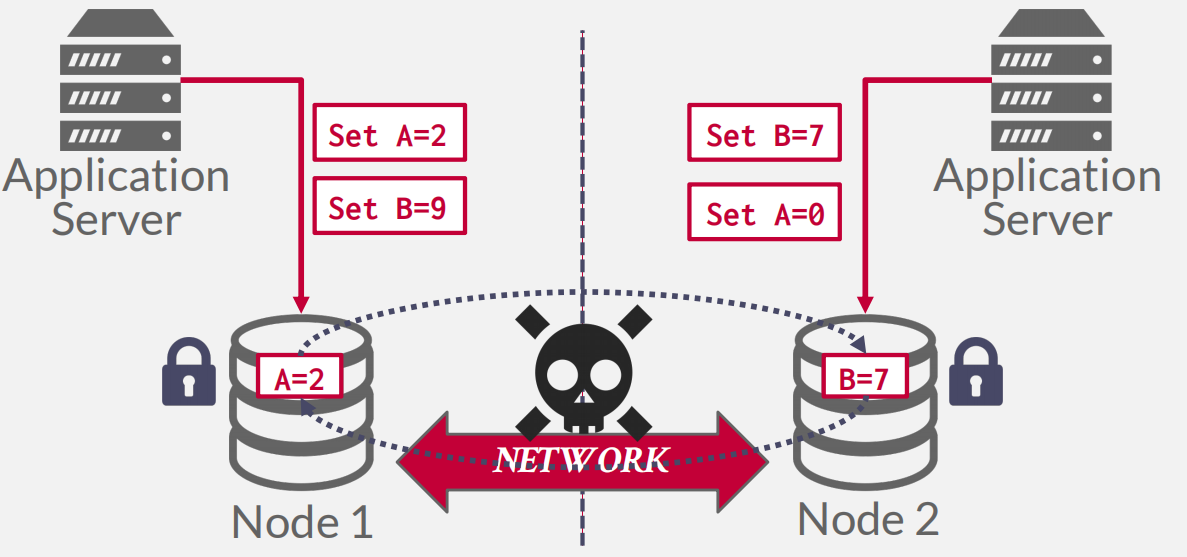 Application
Server
Set A=2
Set B=9
Set B=7
Set A=0
Application
Server
A=2
B=7
NETWORK
Node 1
Node 2